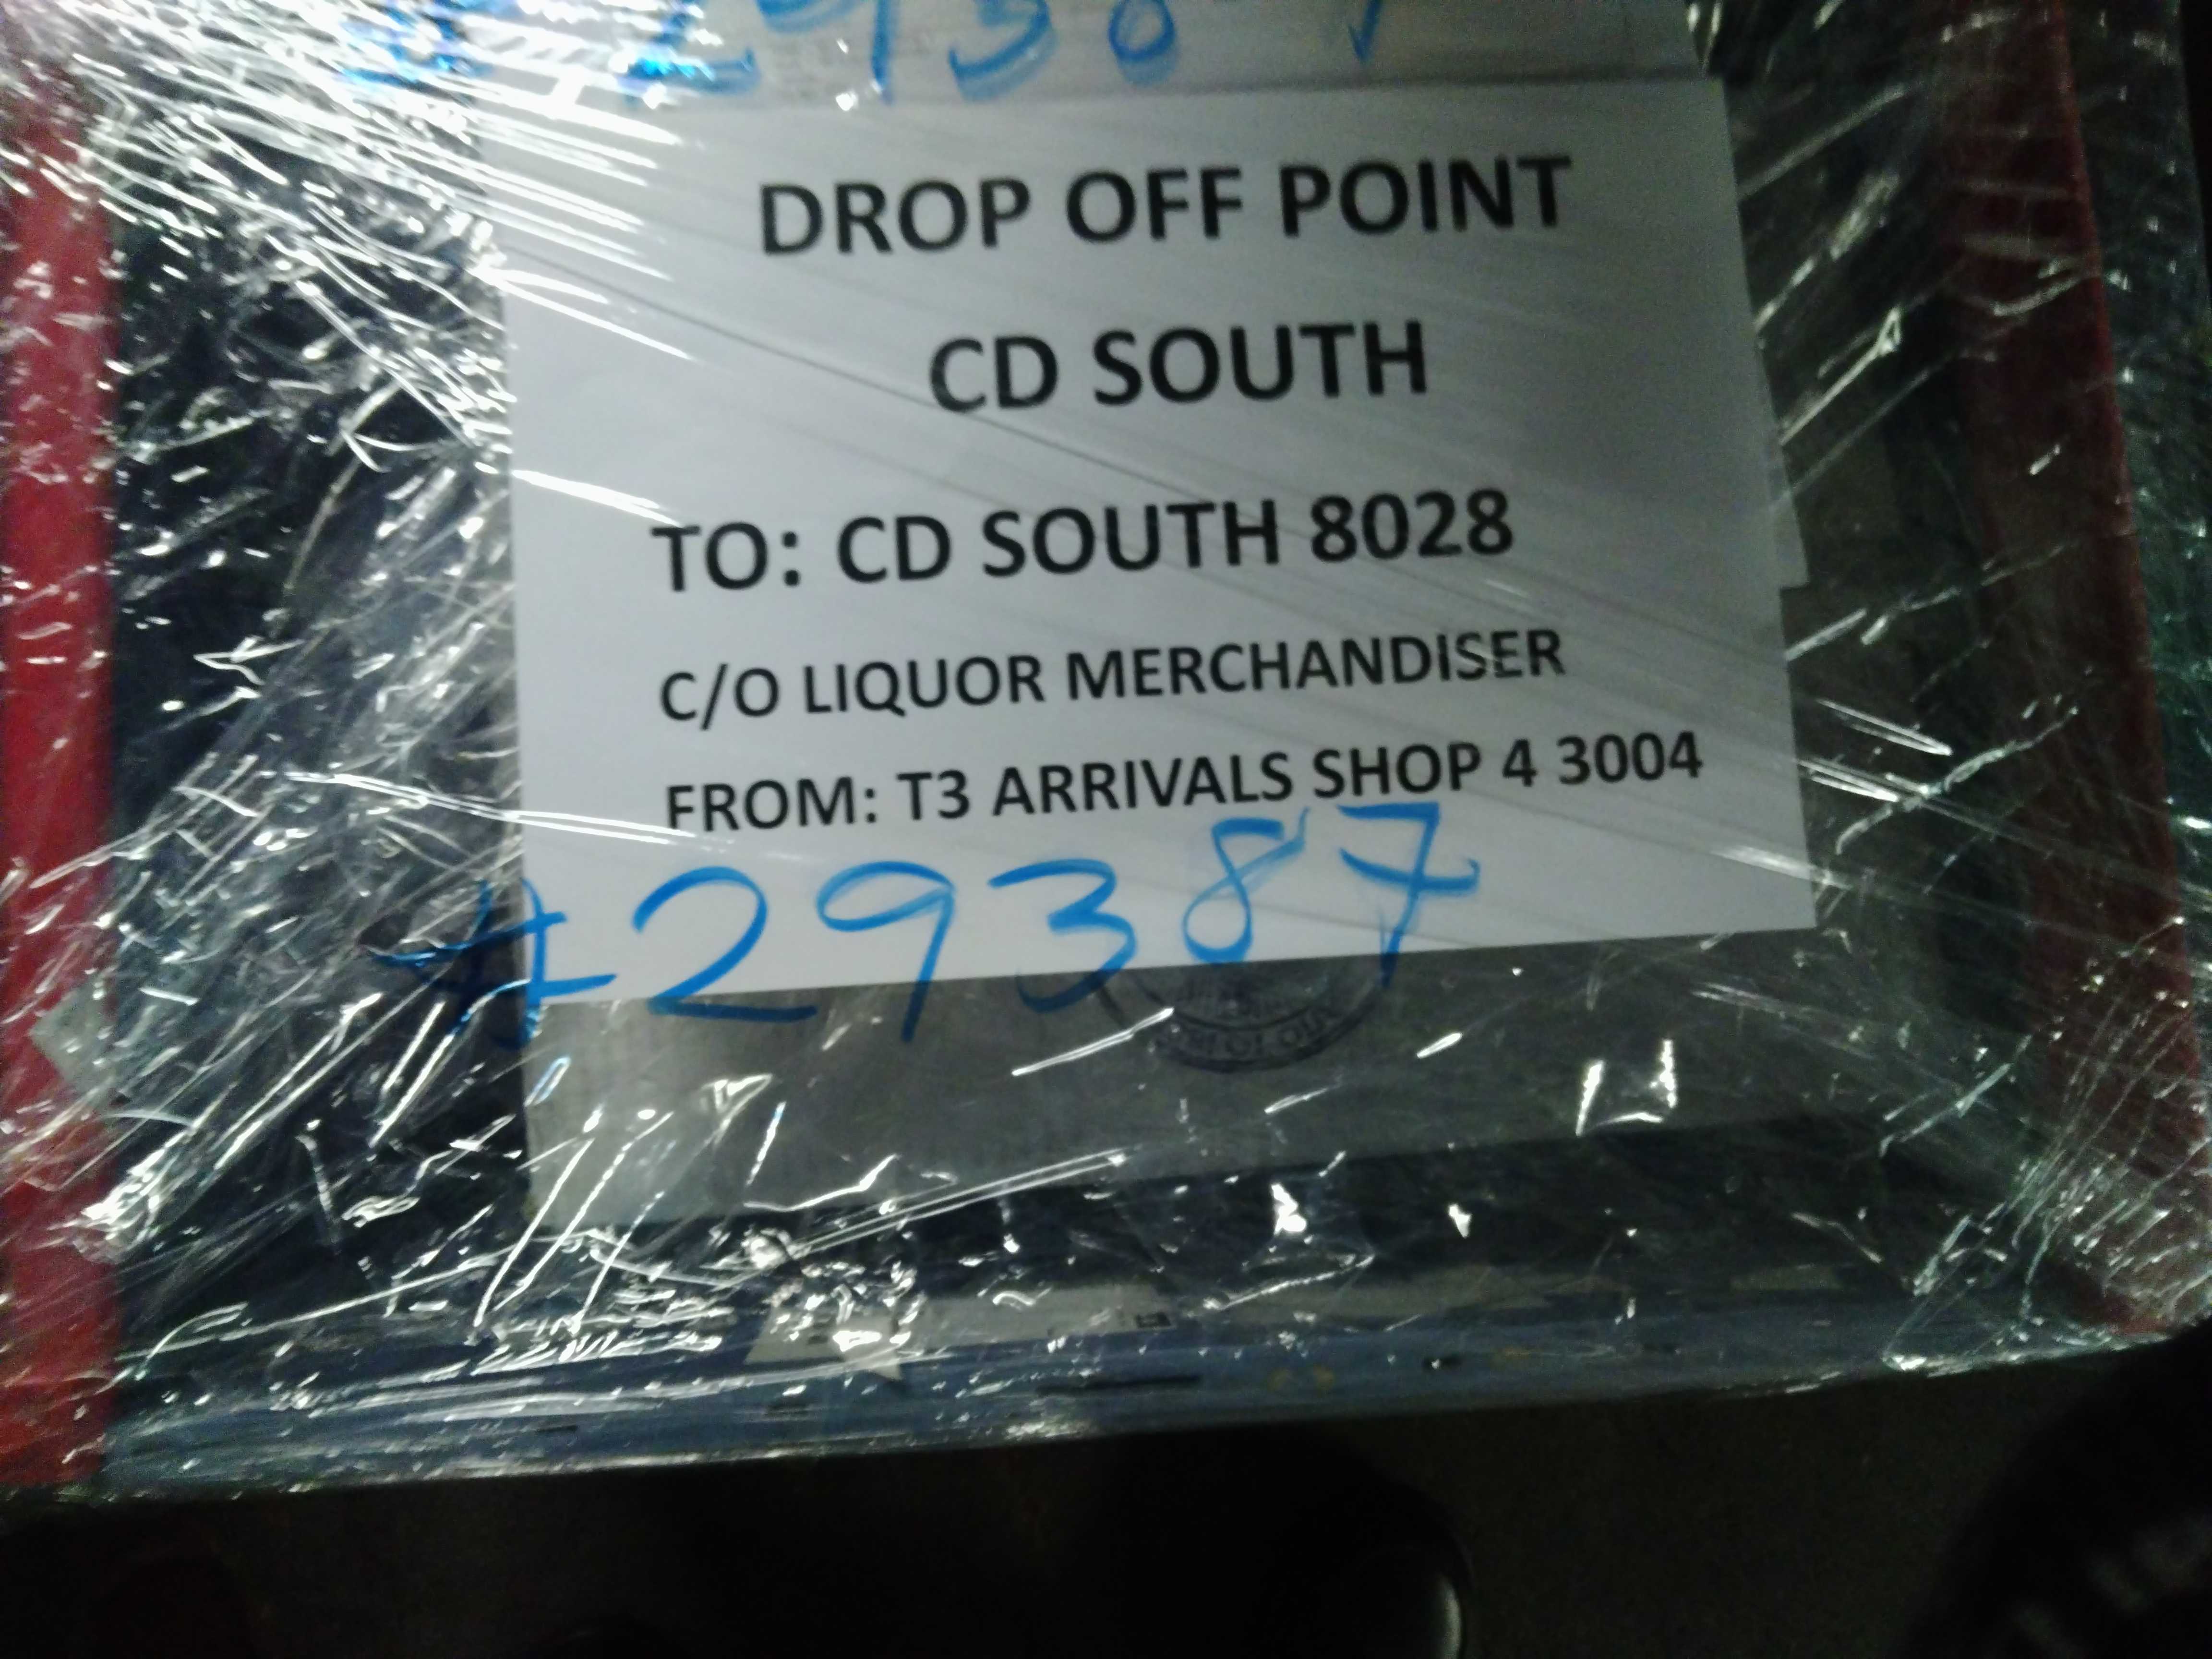 DROP OFF POINT
CD SOUTH
TO: CD SOUTH 8028
C/O LIQUOR MERCHANDISER
FROM: T3 ARRIVALS SHOP 4 3004
#29387